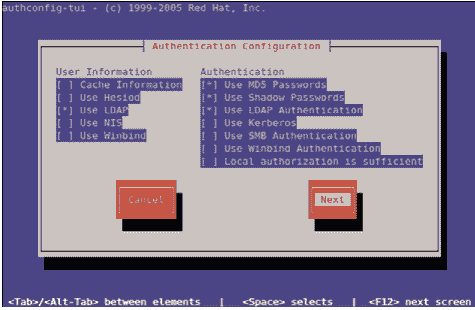 authconfig-tui - (c) 1999-2005 Red Hat, Inc.
Authentication Configuration
User Information
[ ] Cache Information
[ ] Use Hesiod
[*] Use LDAP
[ ] Use NIS
[ ] Use Winbind
Authentication
[*] Use MD5 Passwords
[*] Use Shadow Passwords
[*] Use LDAP Authentication
[ ] Use Kerberos
[ ] Use SMB Authentication
[ ] Use Winbind Authentication
[ ] Local authorization is sufficient
Cancel
Next
<Tab>/<Alt-Tab> between elements | <Space> selects | <F12> next screen